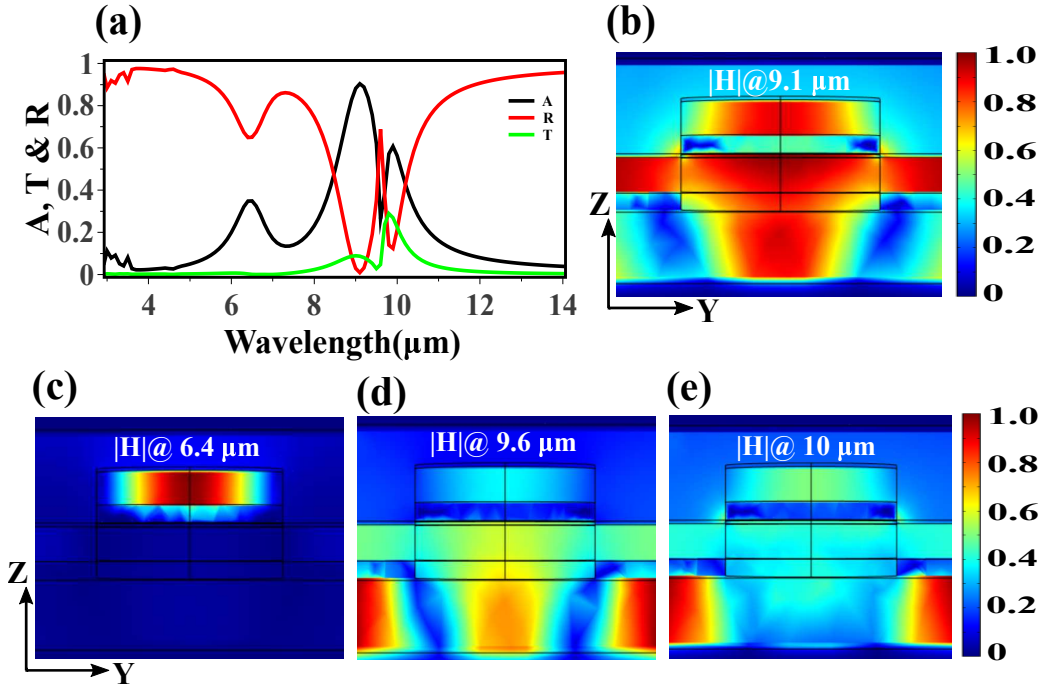 (a)
A, T & R
1
0.8
0.6
0.4
0.2
0
A
R
T
4
6
8
10
12
14
Wavelength(µm)
(b)
|H|@9.1 µm
1.0
0.8
0.6
0.4
0.2
0
Z
Y
(c)
|H|@ 6.4 µm
Z
Y
(d)
|H|@ 9.6 µm
(e)
|H|@ 10 µm
1.0
0.8
0.6
0.4
0.2
0